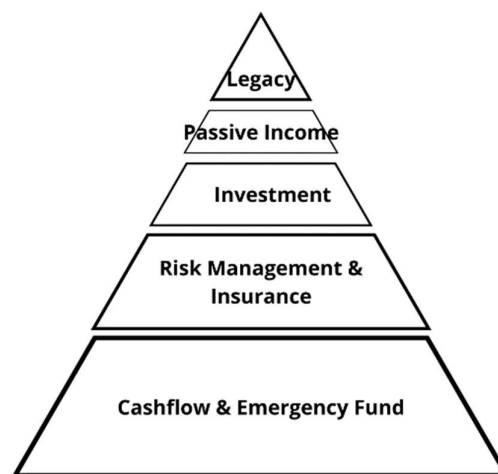 Legacy
Passive Income
Investment
Risk Management &
Insurance
Cashflow & Emergency Fund